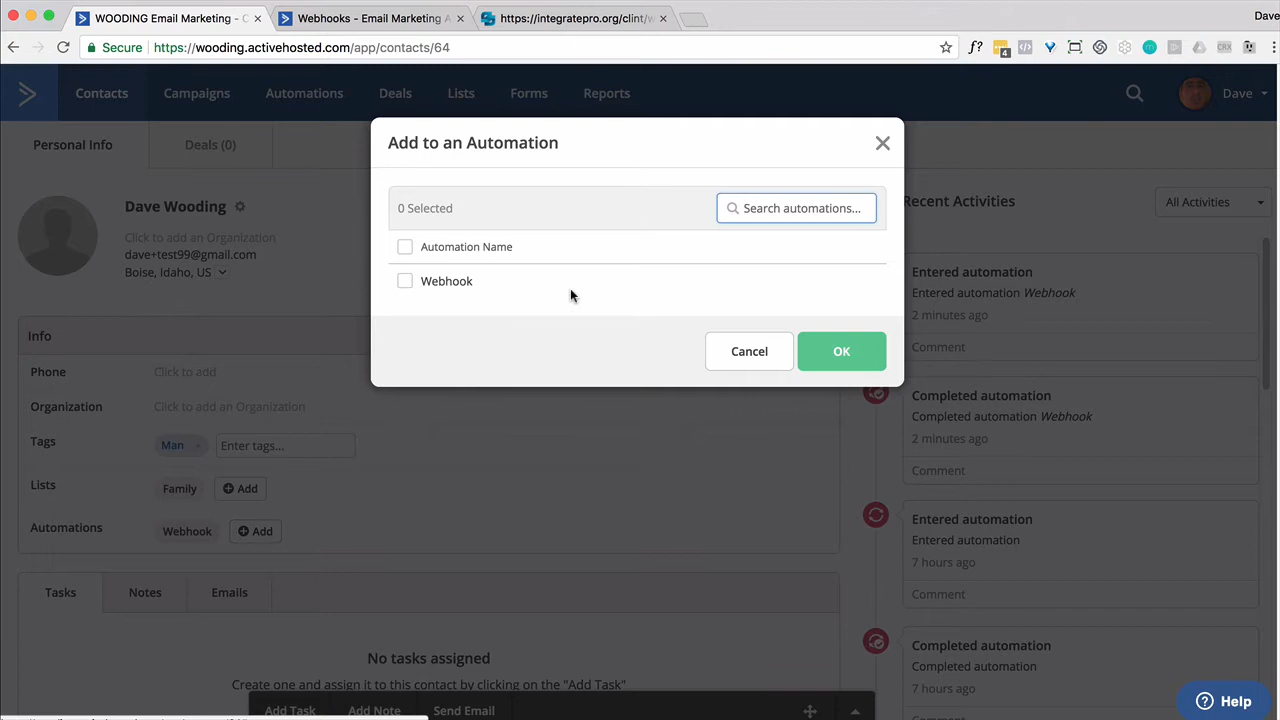 WOODING Email Marketing - C
Webhooks - Email Marketing A
https://integratepro.org/clint/w
Dave
Secure
https://wooding.activehosted.com/app/contacts/64
f?
4
CRX
Contacts
Campaigns
Automations
Deals
Lists
Forms
Reports
Dave
Personal Info
Deals (0)
Add to an Automation
0 Selected
Search automations...
Automation Name
Webhook
Cancel
OK
Dave Wooding
Click to add an Organization
dave+test99@gmail.com
Boise, Idaho, US
Info
Phone
Click to add
Organization
Click to add an Organization
Tags
Man
Enter tags...
Lists
Family
Add
Automations
Webhook
Add
Tasks
Notes
Emails
No tasks assigned
Create one and assign it to this contact by clicking on the "Add Task"
Add Task
Add Note
Send Email
Recent Activities
All Activities
Entered automation
Entered automation Webhook
2 minutes ago
Comment
Completed automation
Completed automation Webhook
2 minutes ago
Comment
Entered automation
Entered automation
7 hours ago
Comment
Completed automation
Completed automation
7 hours ago
Help